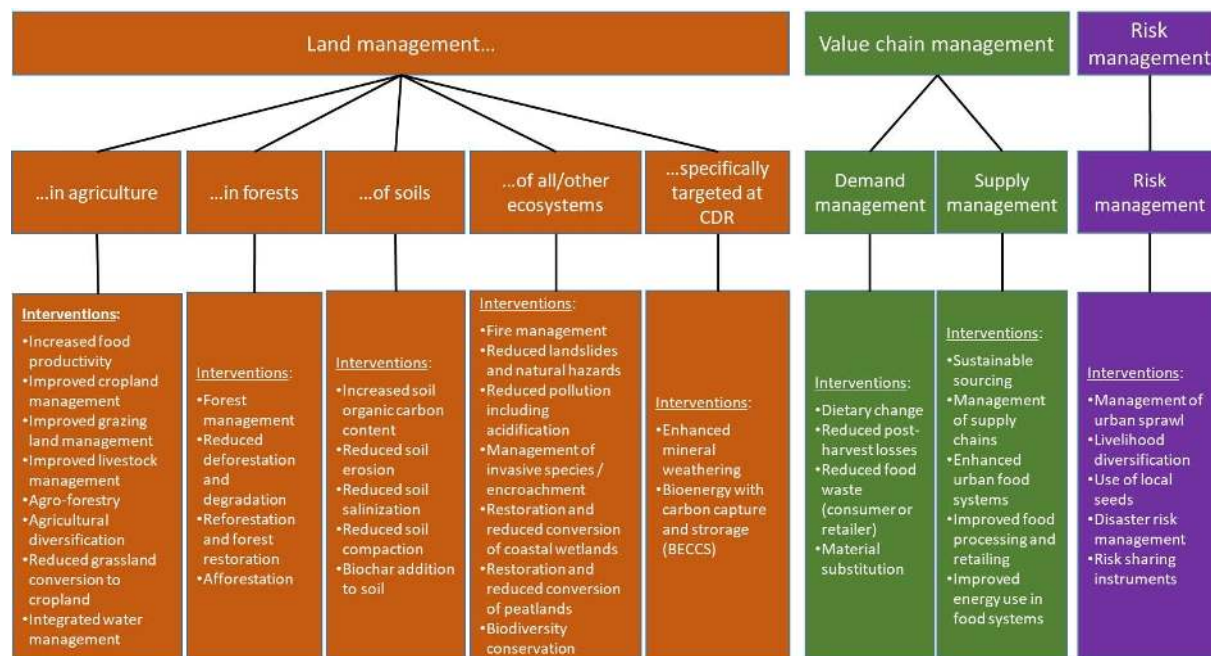 Land management…
Value chain management
Risk
management
…in agriculture
…in forests
…of soils
…of all/other
ecosystems
…specifically
targeted at
CDR
Demand
management
Supply
management
Risk
management
Interventions:
•Increased food
productivity
•Improved cropland
management
•Improved grazing
land management
•Improved livestock
management
•Agro-forestry
•Agricultural
diversification
•Reduced grassland
conversion to
cropland
•Integrated water
management
Interventions:
•Forest
management
•Reduced
deforestation
and
degradation
•Reforestation
and forest
restoration
•Afforestation
Interventions:
•Increased soil
organic carbon
content
•Reduced soil
erosion
•Reduced soil
salinization
•Reduced soil
compaction
•Biochar addition
to soil
Interventions:
•Fire management
•Reduced landslides
and natural hazards
•Reduced pollution
including
acidification
•Management of
invasive species /
encroachment
•Restoration and
reduced conversion
of coastal wetlands
•Restoration and
reduced conversion
of peatlands
•Biodiversity
conservation
Interventions:
•Enhanced
mineral
weathering
•Bioenergy with
carbon capture
and strorage
(BECCS)
Interventions:
•Dietary change
•Reduced post-
harvest losses
•Reduced food
waste
(consumer or
retailer)
•Material
substitution
Interventions:
•Sustainable
sourcing
•Management
of supply
chains
•Enhanced
urban food
systems
•Improved food
processing and
retailing
•Improved
energy use in
food systems
Interventions:
•Management of
urban sprawl
•Livelihood
diversification
•Use of local
seeds
•Disaster risk
management
•Risk sharing
instruments